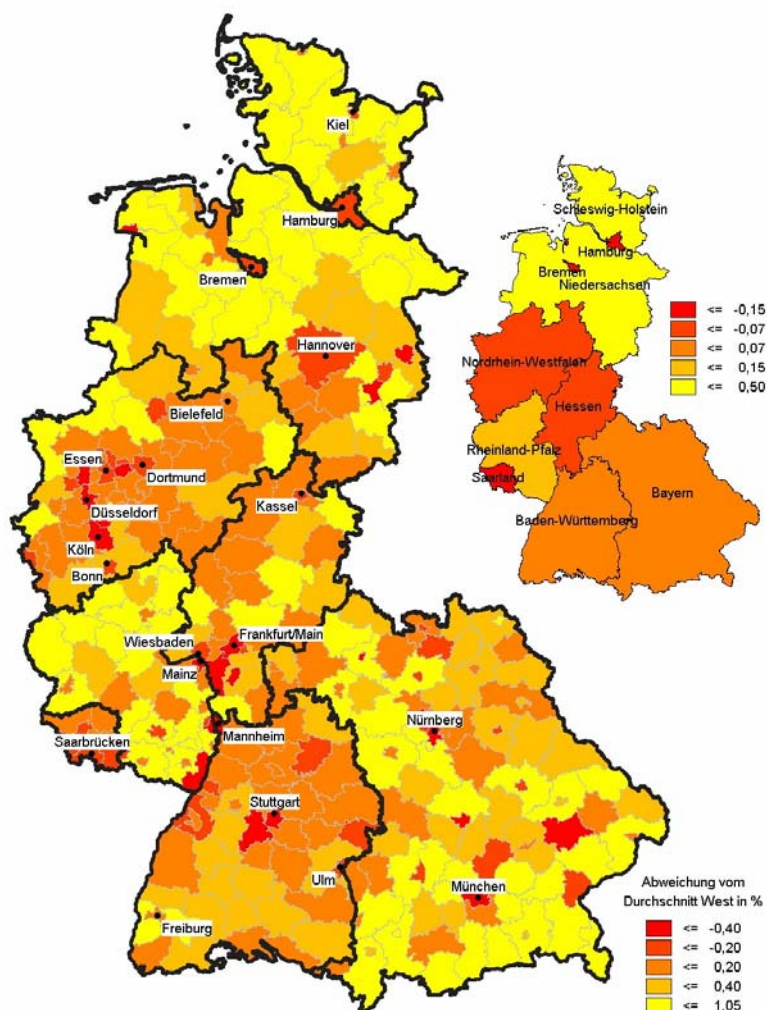 Kiel
Hamburg
Bremen
Hannover
Bielefeld
Essen
Dortmund
Düsseldorf
Kassel
Köln
Bonn
Wiesbaden
Frankfurt/Main
Mainz
Saarbrücken
Mannheim
Nürnberg
Stuttgart
Ulm
München
Freiburg
Schleswig-Holstein
Hamburg
Bremen
Niedersachsen
Nordrhein-Westfalen
Hessen
Rheinland-Pfalz
Saarland
Bayern
Baden-Württemberg
<= -0,15
<= -0,07
<= 0,07
<= 0,15
<= 0,50
Abweichung vom
Durchschnitt West in %
<= -0,40
<= -0,20
<= 0,20
<= 0,40
<= 1,05